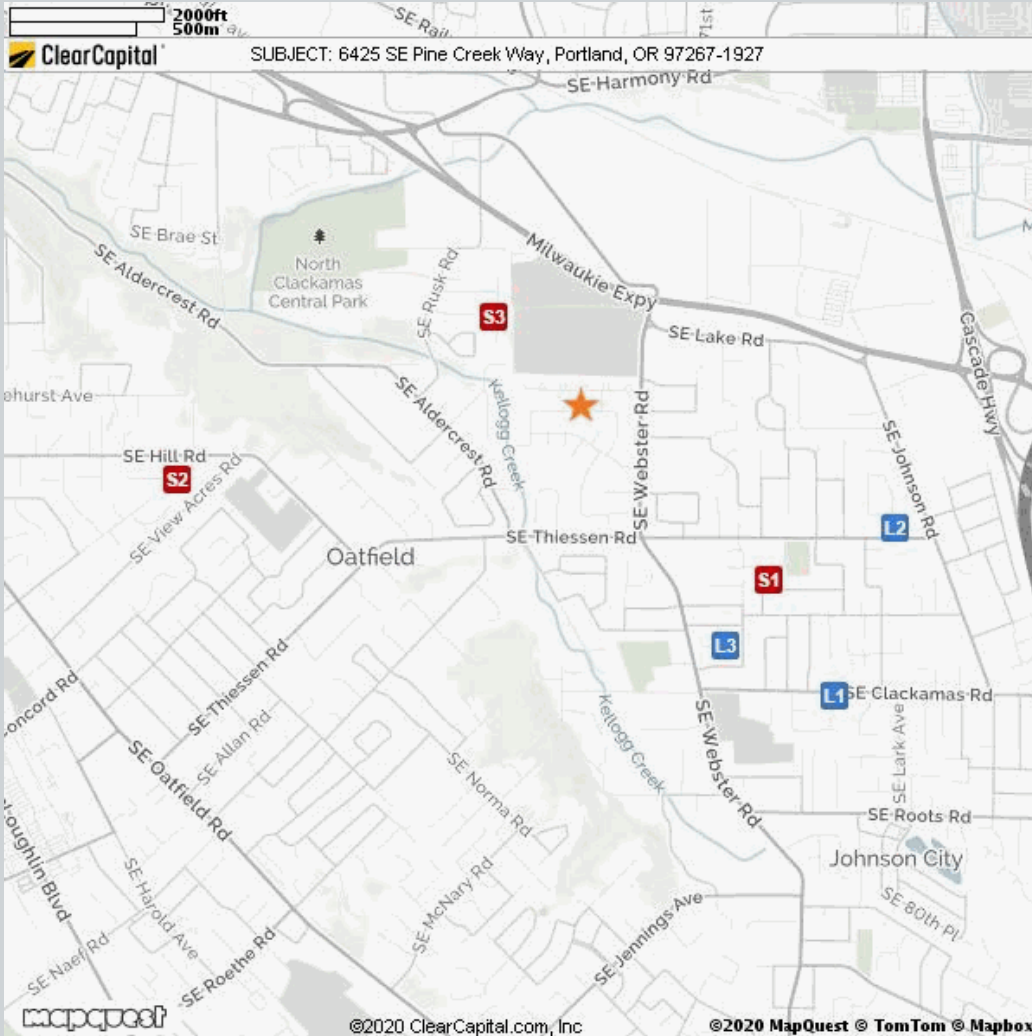 2000ft
500m
SE Rail
71st
ClearCapital
SUBJECT: 6425 SE Pine Creek Way, Portland, OR 97267-1927
SE Harmony Rd
SE Brae St
North
Clackamas
Central Park
SE Aldercrest Rd
SE Rusk Rd
Milwaukie Expy
S3
SE Lake Rd
Cascade Hwy
ehurst Ave
SE Aldercrest Rd
Kellogg Creek
SE Webster Rd
SE Johnson Rd
SE Hill Rd
S2
SE View Acres Rd
L2
SE Thiessen Rd
Oatfield
S1
L3
SE Thiessen Rd
L1
SE Clackamas Rd
oncord Rd
SE Allan Rd
Kellogg Creek
SE Webster Rd
SE Lark Ave
SE Oatfield Rd
SE Norma Rd
SE Roots Rd
Loughlin Blvd
Johnson City
SE Harold Ave
SE McNary Rd
SE Jennings Ave
SE 80th Pl
SE Naef Rd
SE Roethe Rd
mapquest
©2020 ClearCapital.com, Inc
©2020 MapQuest © TomTom © Mapbox